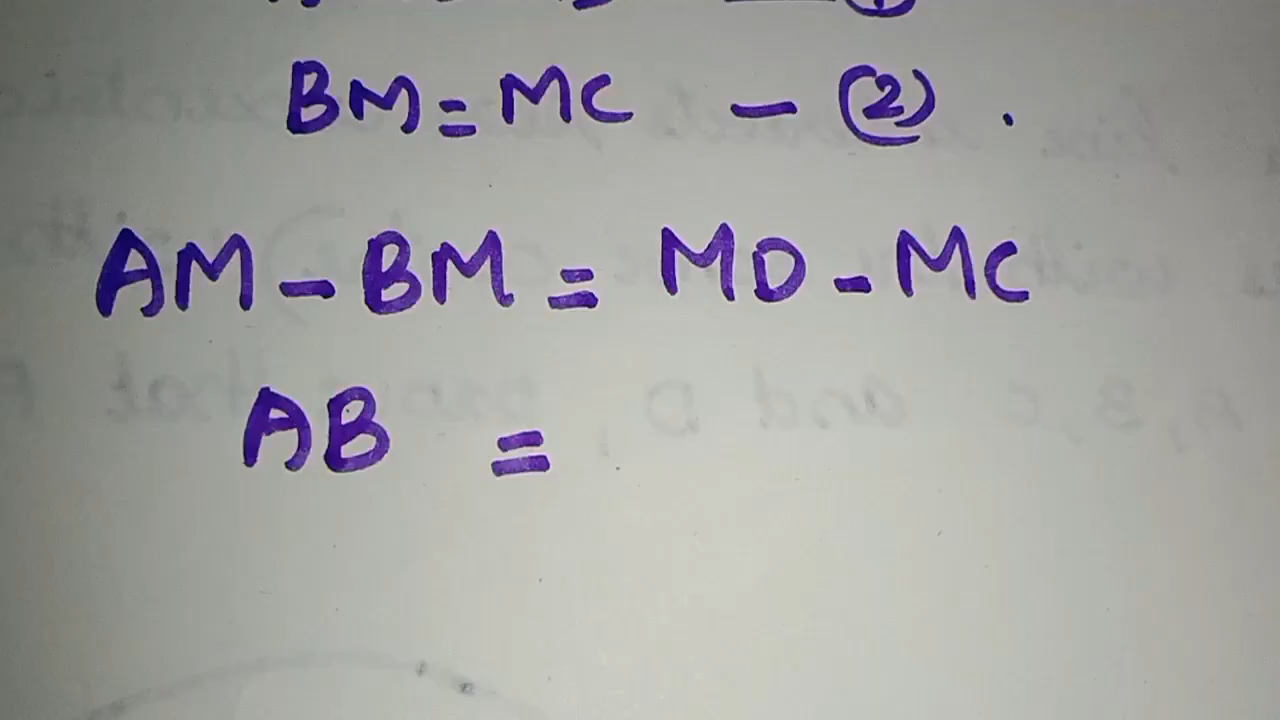 BM = MC - (2) .
AM - BM = MD - MC
AB =